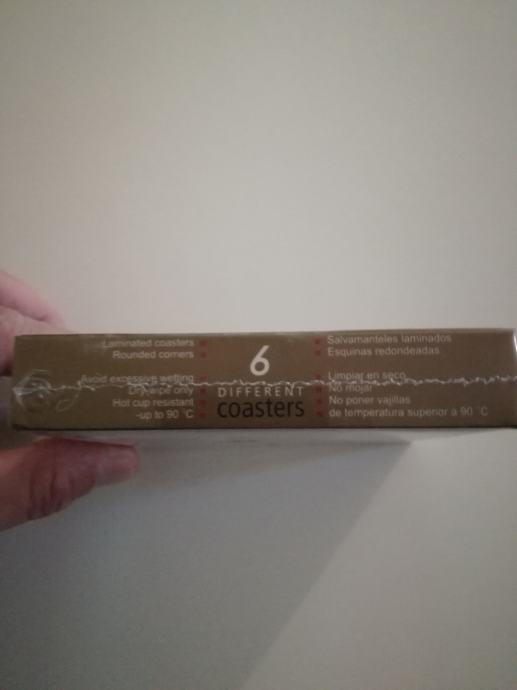 Laminated coasters
Rounded corners
Avoid excessive wetting
Dry wipe only
Hot cup resistant
-up to 90 °C
6
DIFFERENT
coasters
Salvamanteles laminados
Esquinas redondeadas
Limpiar en seco
No mojar
No poner vajillas
de temperatura superior a 90 °C